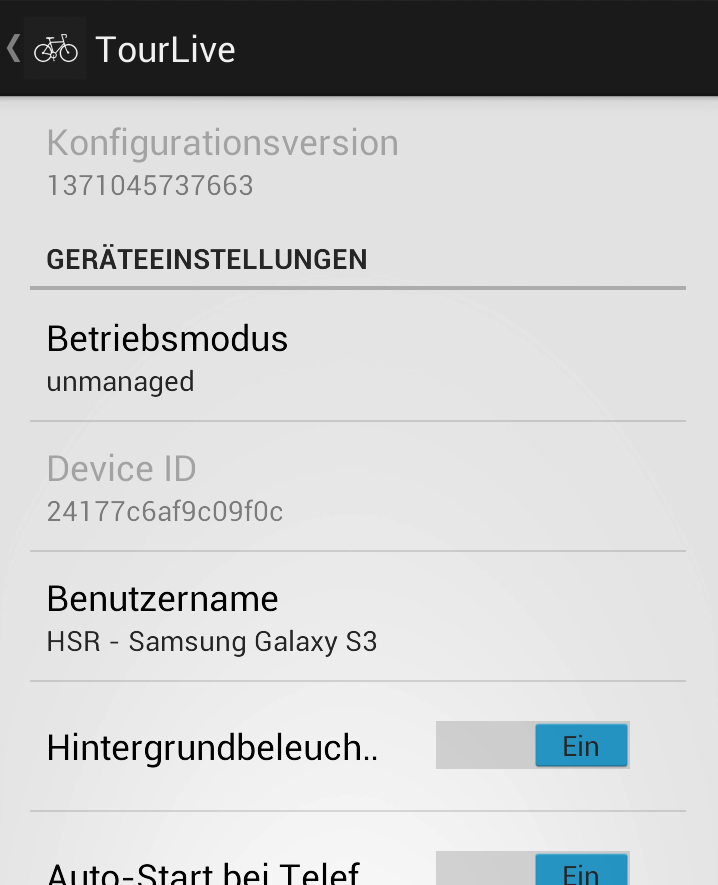 TourLive
Konfigurationsversion
1371045737663
GERÄTEEINSTELLUNGEN
Betriebsmodus
unmanaged
Device ID
24177c6af9c09f0c
Benutzername
HSR - Samsung Galaxy S3
Hintergrundbeleuch..
Ein
Auto-Start bei Telef
Ein